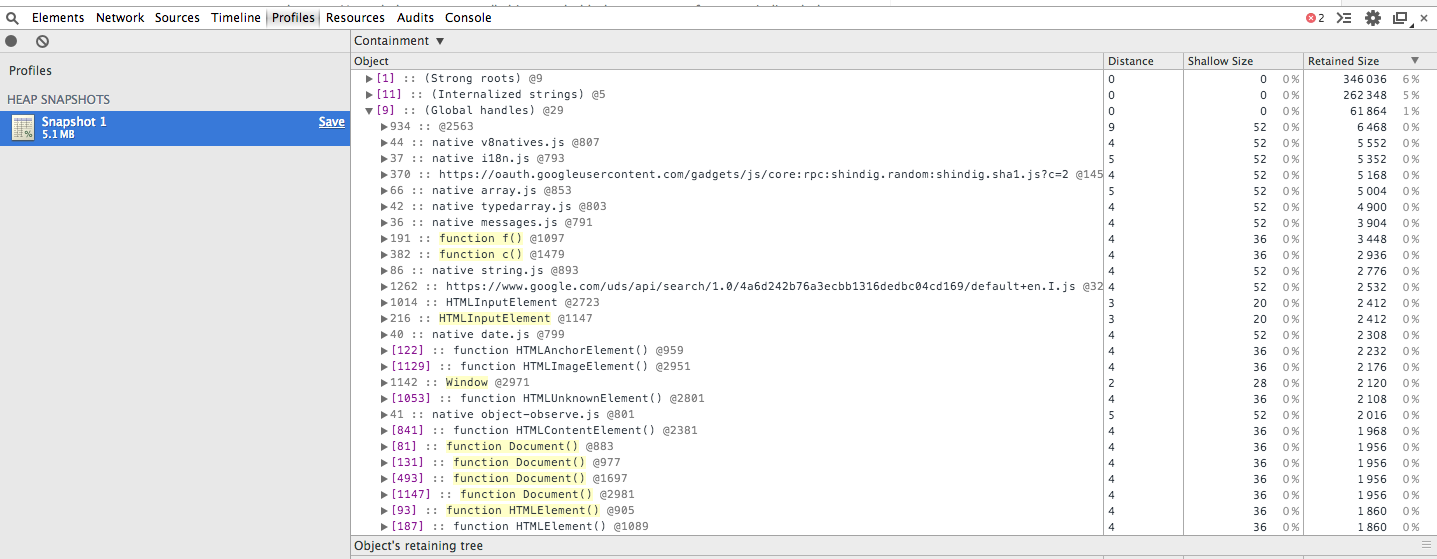 Elements Network Sources Timeline Profiles Resources Audits Console 2
Containment ▼
Profiles
HEAP SNAPSHOTS
Snapshot 1 Save
5.1 MB
Object Distance Shallow Size Retained Size ▼
[1] :: (Strong roots) @9 0 0 0% 346 036 6%
[11] :: (Internalized strings) @5 0 0 0% 262 348 5%
[9] :: (Global handles) @29 0 0 0% 61 864 1%
934 :: @2563 9 52 0% 6 468 0%
44 :: native v8natives.js @807 4 52 0% 5 552 0%
37 :: native i18n.js @793 5 52 0% 5 352 0%
370 :: https://oauth.googleusercontent.com/gadgets/js/core:rpc:shindig.random:shindig.sha1.js?c=2 @145 4 52 0% 5 168 0%
66 :: native array.js @853 5 52 0% 5 004 0%
42 :: native typedarray.js @803 4 52 0% 4 900 0%
36 :: native messages.js @791 4 52 0% 3 904 0%
191 :: function f() @1097 4 36 0% 3 448 0%
382 :: function c() @1479 4 36 0% 2 936 0%
86 :: native string.js @893 4 52 0% 2 776 0%
1262 :: https://www.google.com/uds/api/search/1.0/4a6d242b76a3ecbb1316dedbc04cd169/default+en.I.js @32 4 52 0% 2 532 0%
1014 :: HTMLInputElement @2723 3 20 0% 2 412 0%
216 :: HTMLInputElement @1147 3 20 0% 2 412 0%
40 :: native date.js @799 4 52 0% 2 308 0%
[122] :: function HTMLAnchorElement() @959 4 36 0% 2 232 0%
[1129] :: function HTMLImageElement() @2951 4 36 0% 2 176 0%
1142 :: Window @2971 2 28 0% 2 120 0%
[1053] :: function HTMLUnknownElement() @2801 4 36 0% 2 108 0%
41 :: native object-observe.js @801 5 52 0% 2 016 0%
[841] :: function HTMLContentElement() @2381 4 36 0% 1 968 0%
[81] :: function Document() @883 4 36 0% 1 956 0%
[131] :: function Document() @977 4 36 0% 1 956 0%
[493] :: function Document() @1697 4 36 0% 1 956 0%
[1147] :: function Document() @2981 4 36 0% 1 956 0%
[93] :: function HTMLElement() @905 4 36 0% 1 860 0%
[187] :: function HTMLElement() @1089 4 36 0% 1 860 0%
Object's retaining tree